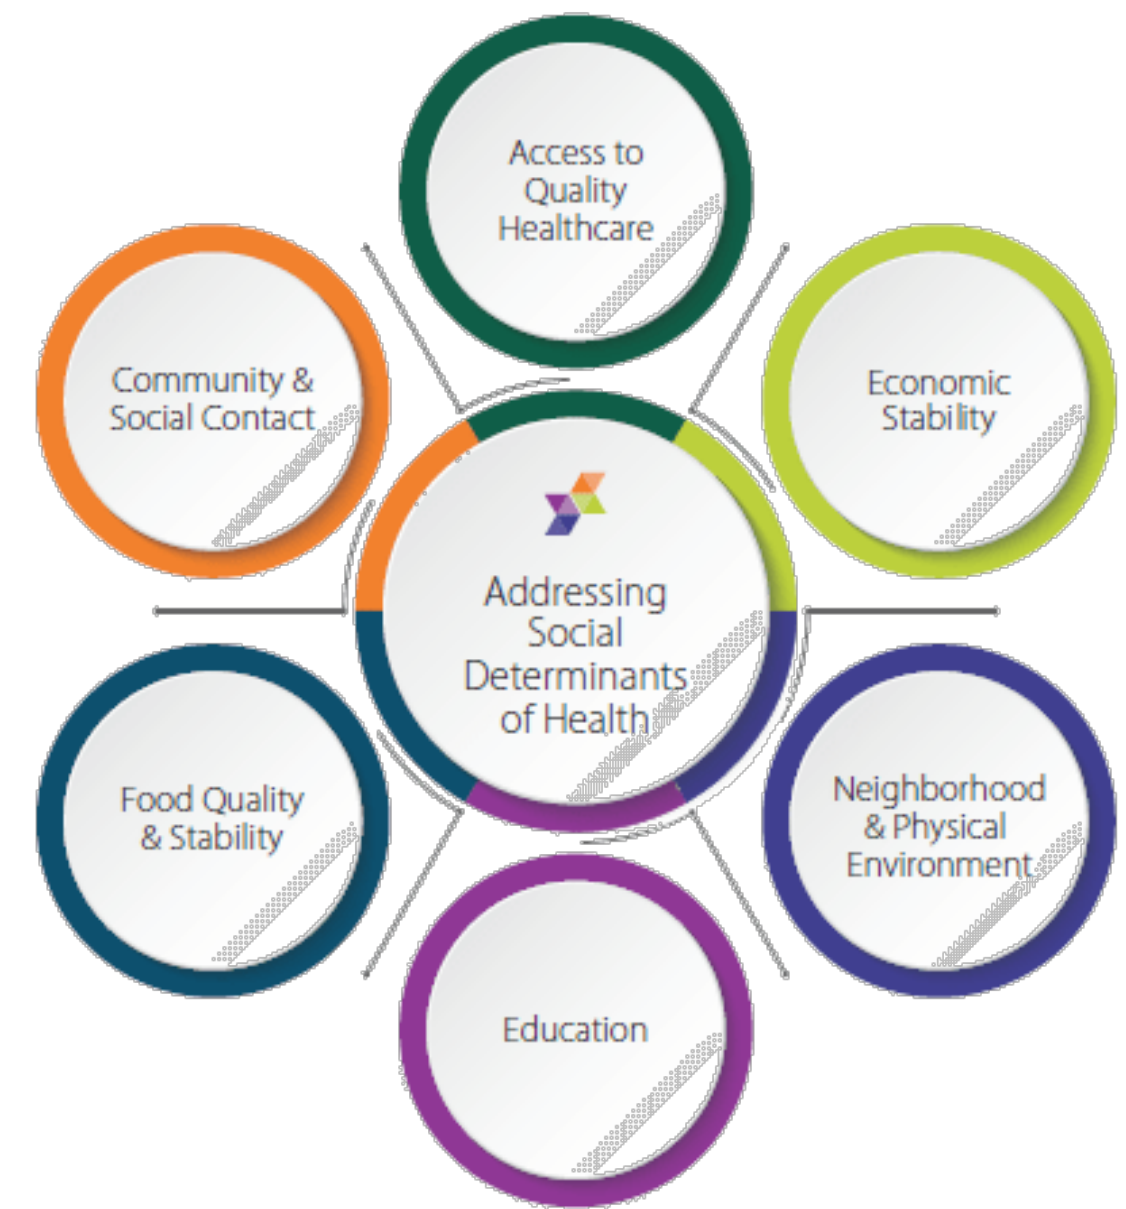 Access to
Quality
Healthcare
Community &
Social Contact
Economic
Stability
Addressing
Social
Determinants
of Health
Food Quality
& Stability
Neighborhood
& Physical
Environment
Education